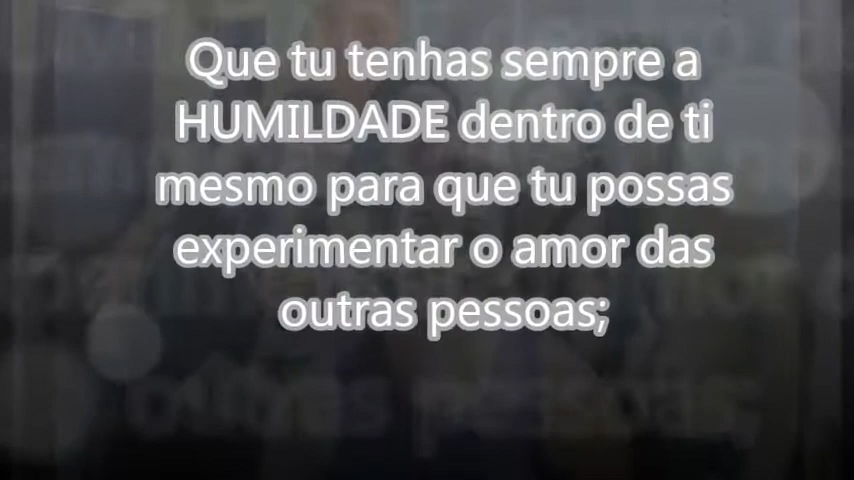 Que tu tenhas sempre a
HUMILDADE dentro de ti
mesmo para que tu possas
experimentar o amor das
outras pessoas;